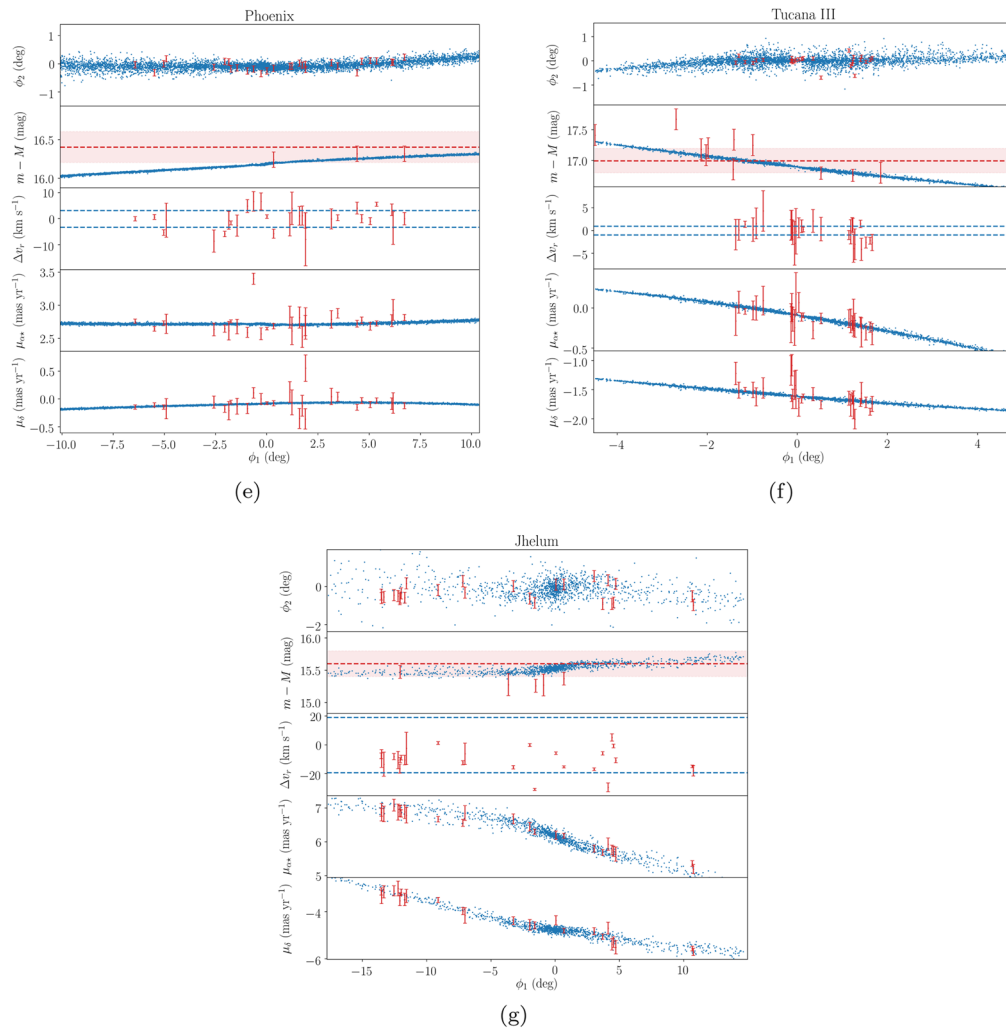 Phoenix
1
0
−1
ϕ₂ (deg)
16.5
16.0
m − M (mag)
10
0
−10
Δvᵣ (km s⁻¹)
3.5
3.0
2.5
μα* (mas yr⁻¹)
0.5
0.0
−0.5
μδ (mas yr⁻¹)
−10.0 −7.5 −5.0 −2.5 0.0 2.5 5.0 7.5 10.0
ϕ₁ (deg)
(e)
Tucana III
1
0
−1
ϕ₂ (deg)
17.5
17.0
m − M (mag)
5
0
−5
Δvᵣ (km s⁻¹)
0.0
−0.5
μα* (mas yr⁻¹)
−1.0
−1.5
−2.0
μδ (mas yr⁻¹)
−4 −2 0 2 4
ϕ₁ (deg)
(f)
Jhelum
0
−2
ϕ₂ (deg)
16.0
15.5
15.0
m − M (mag)
20
0
−20
Δvᵣ (km s⁻¹)
7
6
5
μα* (mas yr⁻¹)
−4
−6
μδ (mas yr⁻¹)
−15 −10 −5 0 5 10
ϕ₁ (deg)
(g)